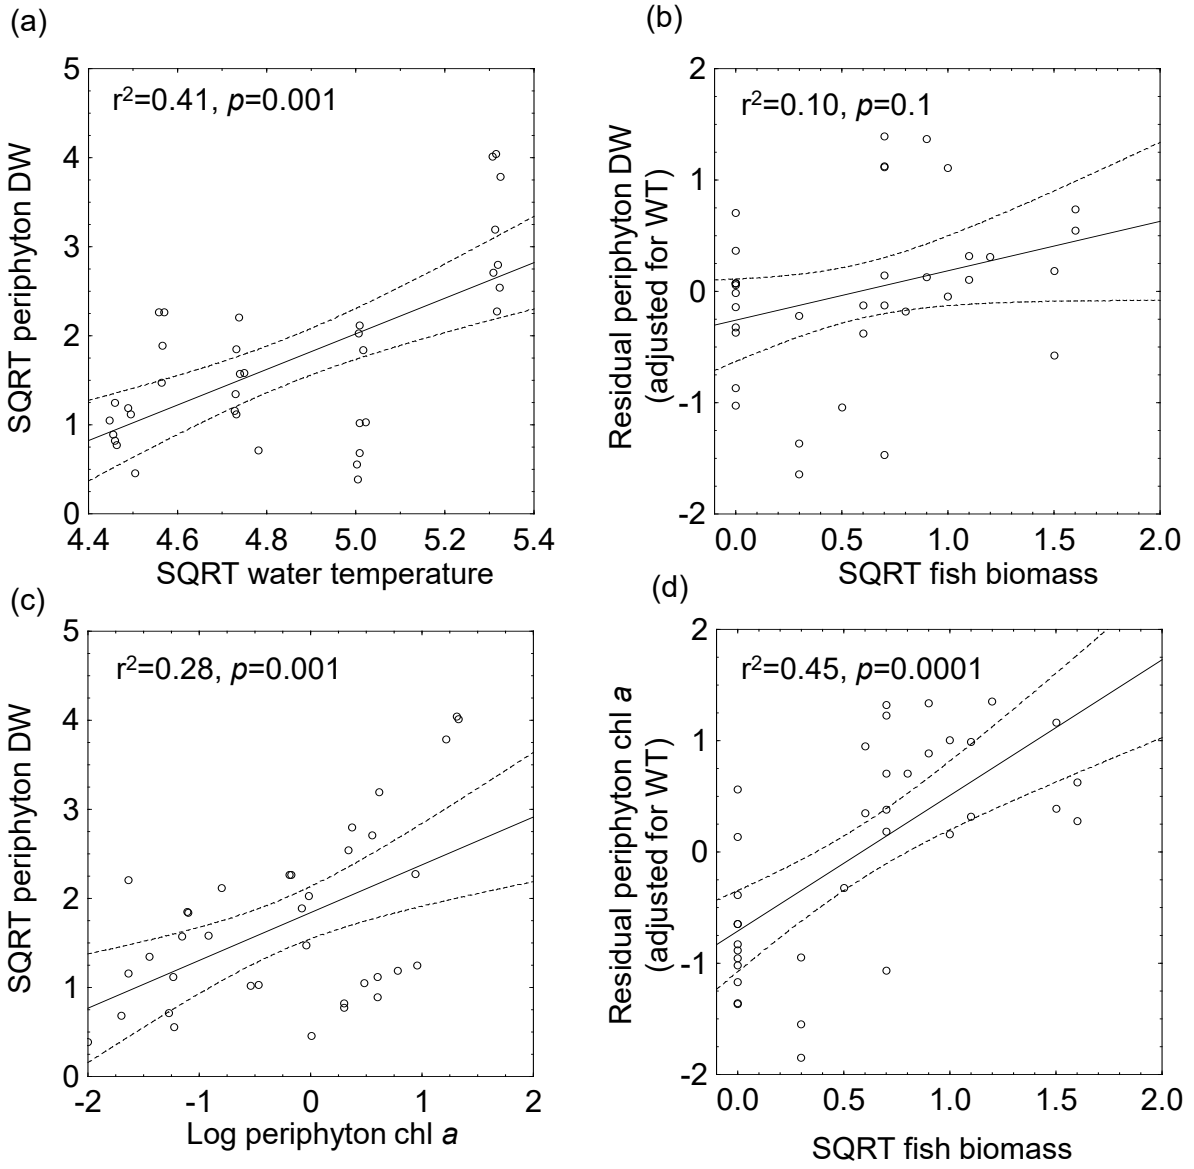 (a)
r²=0.41, p=0.001
SQRT periphyton DW
5
4
3
2
1
0
4.4 4.6 4.8 5.0 5.2 5.4
SQRT water temperature
(b)
r²=0.10, p=0.1
Residual periphyton DW
(adjusted for WT)
2
1
0
-1
-2
0.0 0.5 1.0 1.5 2.0
SQRT fish biomass
(c)
r²=0.28, p=0.001
SQRT periphyton DW
5
4
3
2
1
0
-2 -1 0 1 2
Log periphyton chl a
(d)
r²=0.45, p=0.0001
Residual periphyton chl a
(adjusted for WT)
2
1
0
-1
-2
0.0 0.5 1.0 1.5 2.0
SQRT fish biomass